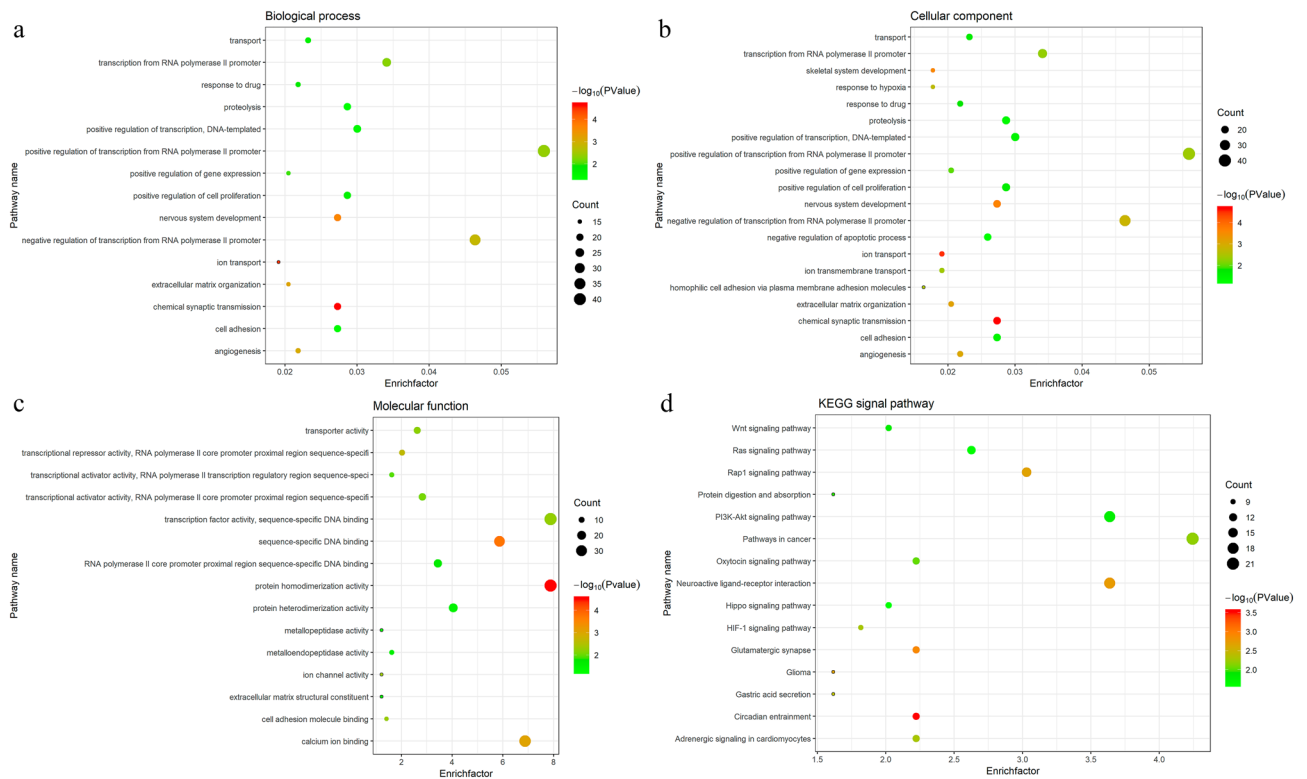 a
Biological process
Pathway name
transport
transcription from RNA polymerase II promoter
response to drug
proteolysis
positive regulation of transcription, DNA-templated
positive regulation of transcription from RNA polymerase II promoter
positive regulation of gene expression
positive regulation of cell proliferation
nervous system development
negative regulation of transcription from RNA polymerase II promoter
ion transport
extracellular matrix organization
chemical synaptic transmission
cell adhesion
angiogenesis
0.02 0.03 0.04 0.05
Enrichfactor
−log10(PValue)
4
3
2
Count
15
20
25
30
35
40
b
Cellular component
Pathway name
transport
transcription from RNA polymerase II promoter
skeletal system development
response to hypoxia
response to drug
proteolysis
positive regulation of transcription, DNA-templated
positive regulation of transcription from RNA polymerase II promoter
positive regulation of gene expression
positive regulation of cell proliferation
nervous system development
negative regulation of transcription from RNA polymerase II promoter
negative regulation of apoptotic process
ion transport
ion transmembrane transport
homophilic cell adhesion via plasma membrane adhesion molecules
extracellular matrix organization
chemical synaptic transmission
cell adhesion
angiogenesis
0.02 0.03 0.04 0.05
Enrichfactor
Count
20
30
40
−log10(PValue)
4
3
2
c
Molecular function
Pathway name
transporter activity
transcriptional repressor activity, RNA polymerase II core promoter proximal region sequence-specifi
transcriptional activator activity, RNA polymerase II transcription regulatory region sequence-speci
transcriptional activator activity, RNA polymerase II core promoter proximal region sequence-specifi
transcription factor activity, sequence-specific DNA binding
sequence-specific DNA binding
RNA polymerase II core promoter proximal region sequence-specific DNA binding
protein homodimerization activity
protein heterodimerization activity
metallopeptidase activity
metalloendopeptidase activity
ion channel activity
extracellular matrix structural constituent
cell adhesion molecule binding
calcium ion binding
2 4 6 8
Enrichfactor
Count
10
20
30
−log10(PValue)
4
3
2
d
KEGG signal pathway
Pathway name
Wnt signaling pathway
Ras signaling pathway
Rap1 signaling pathway
Protein digestion and absorption
PI3K-Akt signaling pathway
Pathways in cancer
Oxytocin signaling pathway
Neuroactive ligand-receptor interaction
Hippo signaling pathway
HIF-1 signaling pathway
Glutamatergic synapse
Glioma
Gastric acid secretion
Circadian entrainment
Adrenergic signaling in cardiomyocytes
1.5 2.0 2.5 3.0 3.5 4.0
Enrichfactor
Count
9
12
15
18
21
−log10(PValue)
3.5
3.0
2.5
2.0